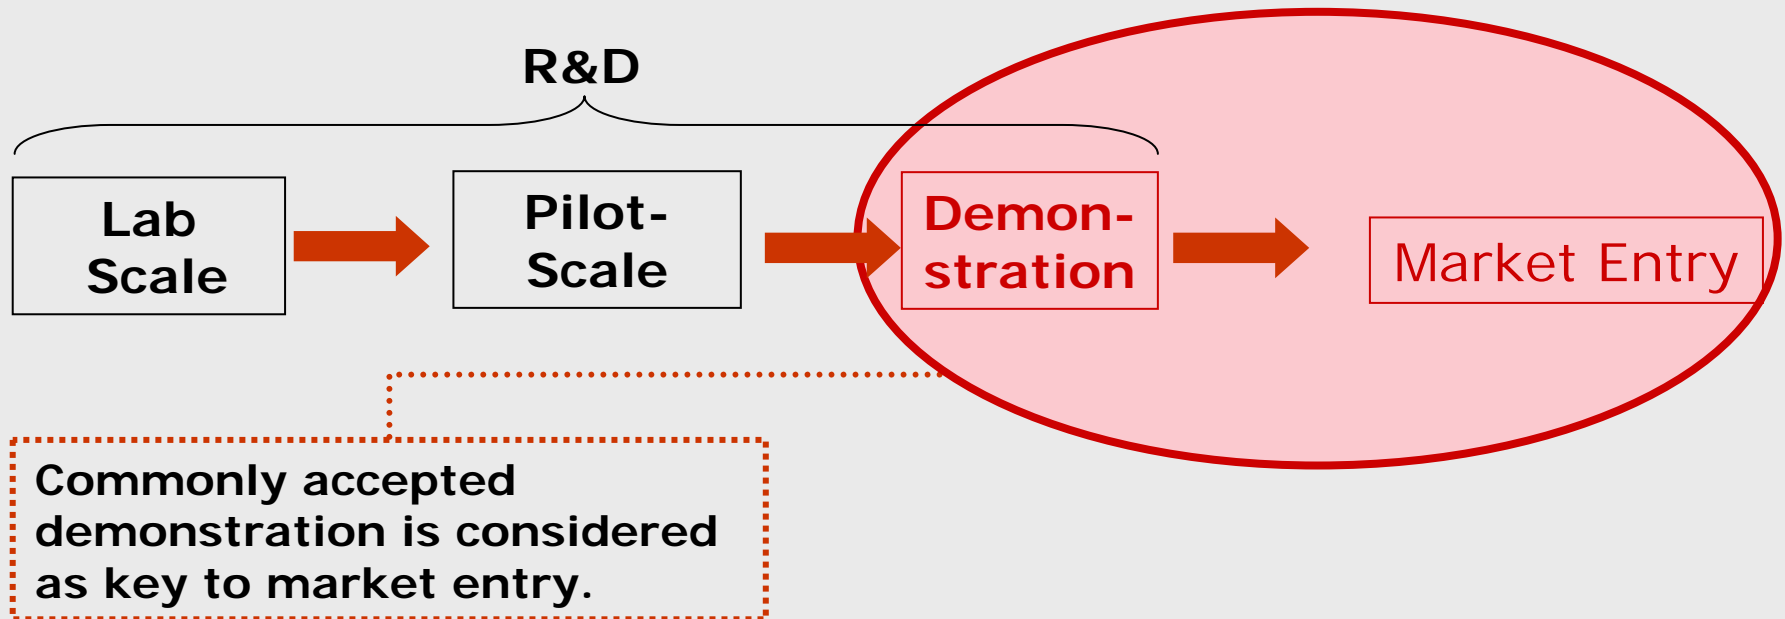 R&D
Lab
Scale
Pilot-
Scale
Demon-
stration
Market Entry
Commonly accepted
demonstration is considered
as key to market entry.